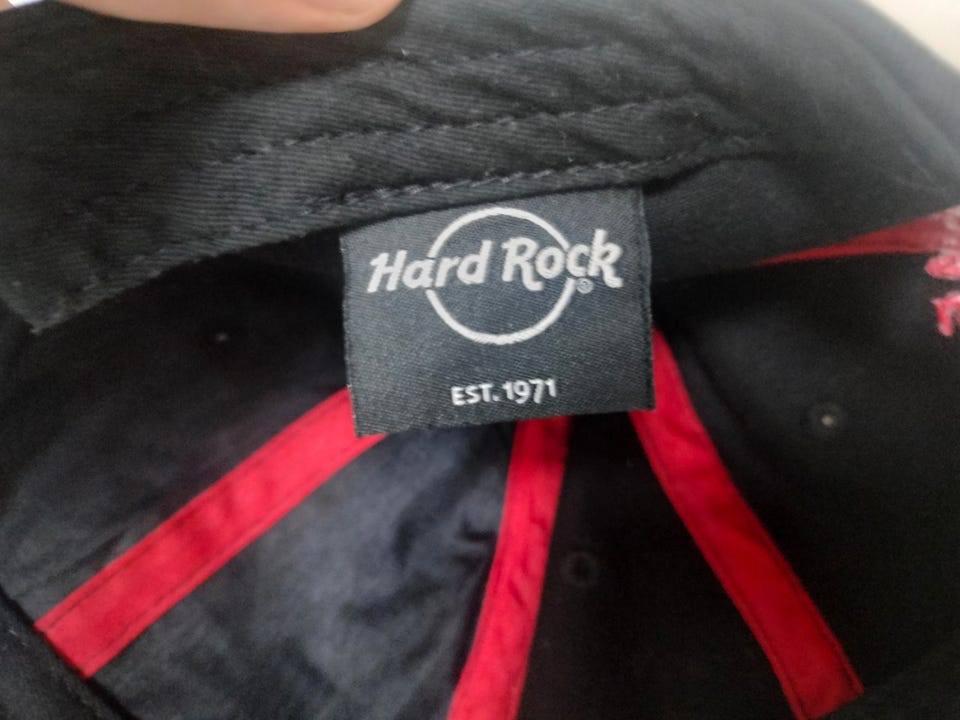 Hard Rock®
EST. 1971